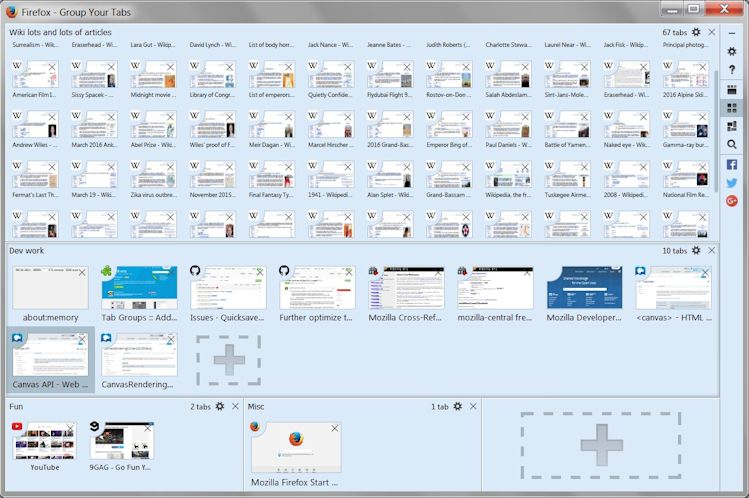 Firefox - Group Your Tabs
Wiki lots and lots of articles
67 tabs
Surrealism - Wik...
Eraserhead - Wi...
Lara Gut - Wikip...
David Lynch - Wi...
List of body horr...
Jack Nance - Wi...
Jeanne Bates - ...
Judith Roberts (...
Charlotte Stewa...
Laurel Near - Wi...
Jack Fisk - Wikip...
Principal photog...
American Film I...
Sissy Spacek - ...
Midnight movie ...
Library of Congr...
List of emperors...
Quietly Confide...
Flydubai Flight 9...
Rostov-on-Don ...
Salah Abdeslam...
Sint-Jans-Mole...
Eraserhead - Wi...
2016 Alpine Skii...
Andrew Wiles - ...
March 2016 Ank...
Abel Prize - Wiki...
Wiles' proof of F...
Meir Dagan - Wi...
Marcel Hirscher ...
2016 Grand-Bas...
Emperor Bing of...
Paul Daniels - W...
Battle of Yamen...
Naked eye - Wiki...
Gamma-ray bur...
Fermat's Last Th...
March 19 - Wiki...
Zika virus outbre...
November 2015...
Final Fantasy Ty...
1941 - Wikipedi...
Alan Splet - Wiki...
Grand-Bassam ...
Wikipedia, the fr...
Tuskegee Airme...
2008 - Wikipedi...
National Film Re...
Dev work
10 tabs
about:memory
Tab Groups :: Add...
Issues - Quicksave...
Further optimize t...
Mozilla Cross-Ref...
mozilla-central fre...
Mozilla Developer...
<canvas> - HTML ...
Canvas API - Web ...
CanvasRendering...
Fun
2 tabs
Misc
1 tab
YouTube
9GAG - Go Fun Y...
Mozilla Firefox Start ...